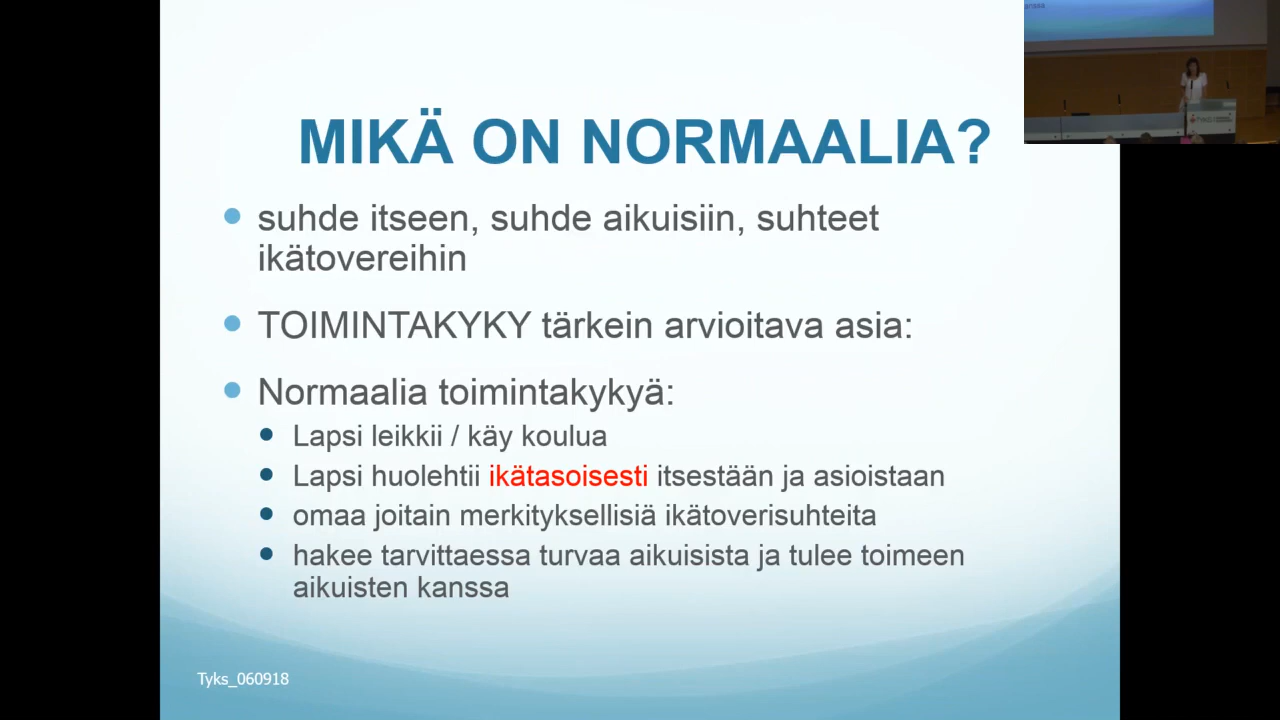 MIKÄ ON NORMAALIA?
suhde itseen, suhde aikuisiin, suhteet
ikätovereihin
TOIMINTAKYKY tärkein arvioitava asia:
Normaalia toimintakykyä:
Lapsi leikkii / käy koulua
Lapsi huolehtii ikätasoisesti itsestään ja asioistaan
omaa joitain merkityksellisiä ikätoverisuhteita
hakee tarvittaessa turvaa aikuisista ja tulee toimeen
aikuisten kanssa
Tyks_060918